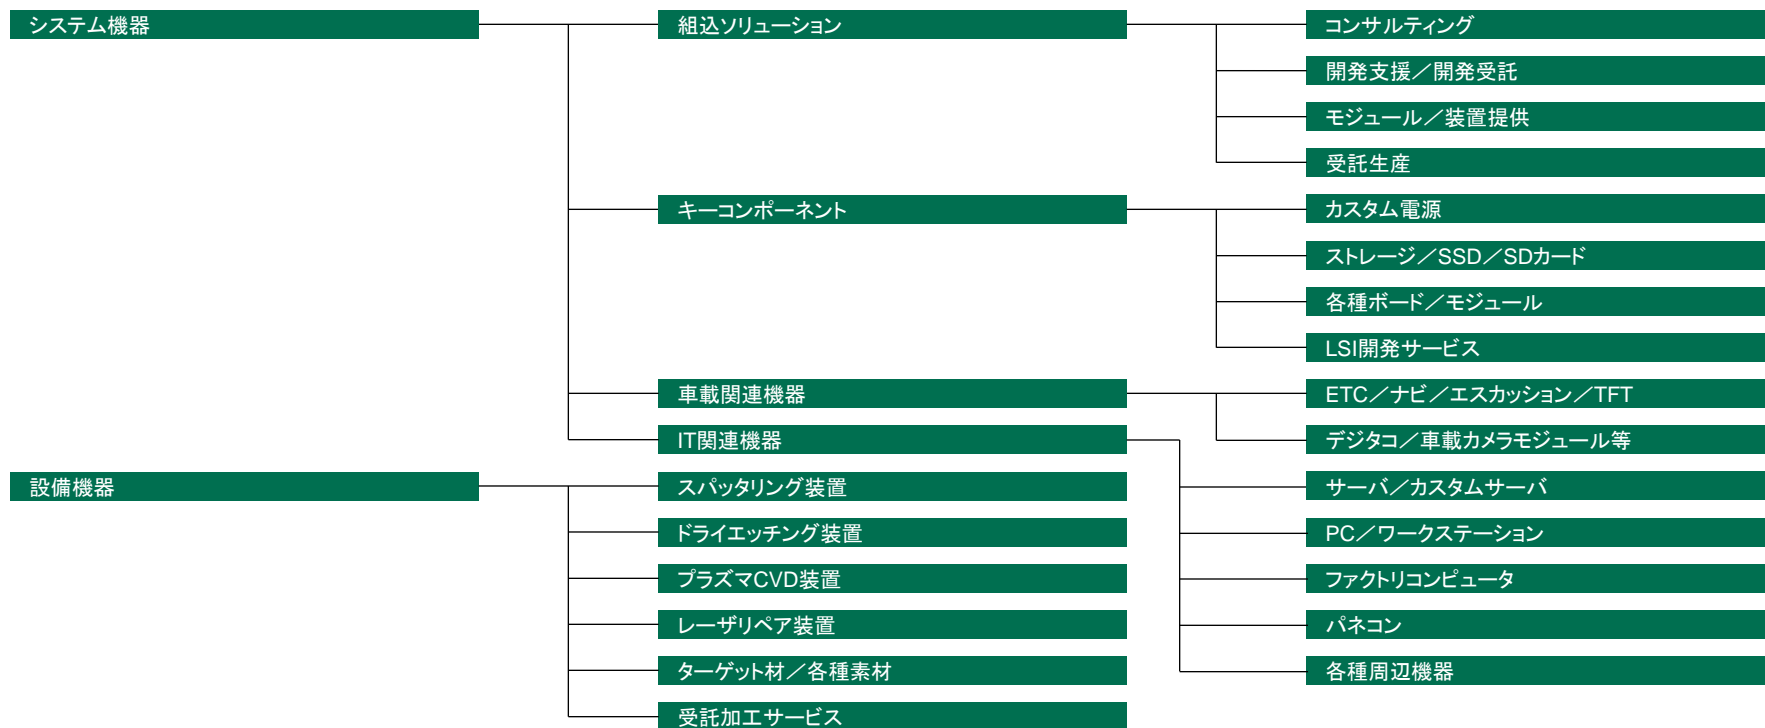 システム機器
組込ソリューション
コンサルティング
開発支援／開発受託
モジュール／装置提供
受託生産
キーコンポーネント
カスタム電源
ストレージ／SSD／SDカード
各種ボード／モジュール
LSI開発サービス
車載関連機器
ETC／ナビ／エスカッション／TFT
デジタコ／車載カメラモジュール等
IT関連機器
サーバ／カスタムサーバ
PC／ワークステーション
ファクトリコンピュータ
パネコン
各種周辺機器
設備機器
スパッタリング装置
ドライエッチング装置
プラズマCVD装置
レーザリペア装置
ターゲット材／各種素材
受託加工サービス